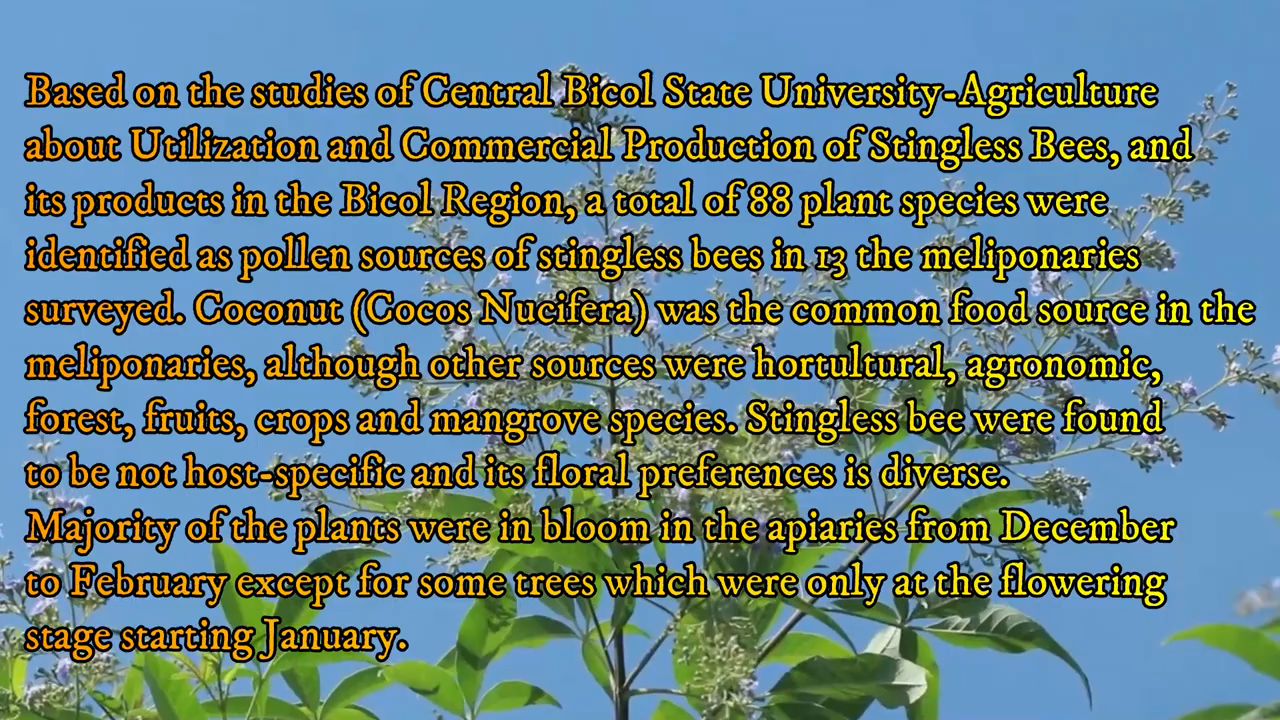 Based on the studies of Central Bicol State University-Agriculture
about Utilization and Commercial Production of Stingless Bees, and
its products in the Bicol Region, a total of 88 plant species were
identified as pollen sources of stingless bees in 13 the meliponaries
surveyed. Coconut (Cocos Nucifera) was the common food source in the
meliponaries, although other sources were hortultural, agronomic,
forest, fruits, crops and mangrove species. Stingless bee were found
to be not host-specific and its floral preferences is diverse.
Majority of the plants were in bloom in the apiaries from December
to February except for some trees which were only at the flowering
stage starting January.